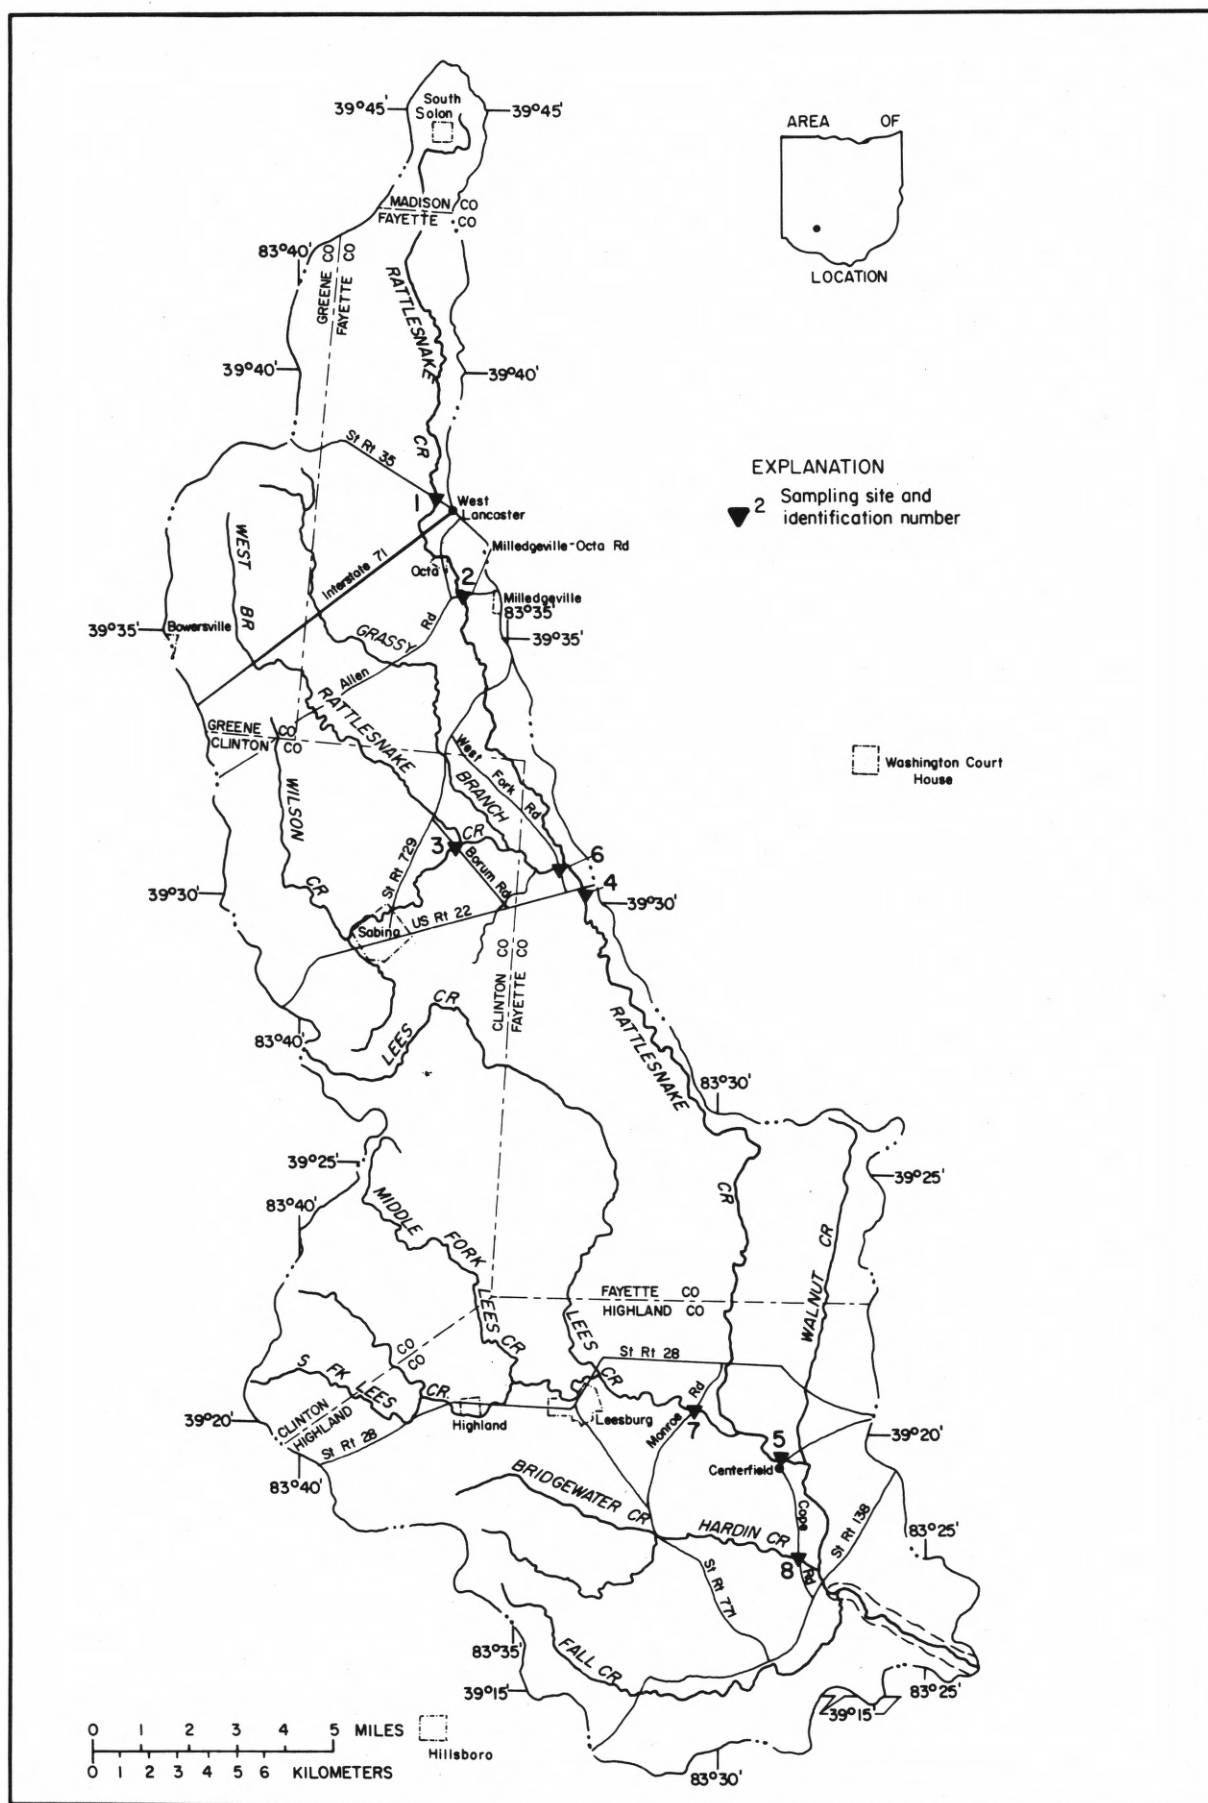 South
Solon
39°45'
39°45'
AREA OF
LOCATION
MADISON CO
FAYETTE CO
83°40'
GREENE CO
FAYETTE CO
RATTLESNAKE
CR
39°40'
39°40'
St Rt 35
EXPLANATION
2 Sampling site and
identification number
1
West
Lancaster
WEST
BR
Interstate 71
Milledgeville-Octa Rd
Octa
2
Milledgeville
83°35'
39°35'
Bowersville
39°35'
GRASSY
Rd
Allen
RATTLESNAKE
GREENE CO
CLINTON CO
West Fork Rd
BRANCH
Washington Court
House
WILSON
CR
CR
3
Borum Rd
6
4
St Rt 729
39°30'
39°30'
US Rt 22
Sabina
CLINTON CO
FAYETTE CO
CR
LEES
83°40'
RATTLESNAKE
CR
83°30'
39°25'
39°25'
83°40'
MIDDLE
FORK
LEES
CR
WALNUT CR
FAYETTE CO
HIGHLAND CO
LEES
CR
St Rt 28
CO
CO
S FK LEES
CR
CLINTON
HIGHLAND
39°20'
Highland
Leesburg
Monroe
Rd
7
5
39°20'
St Rt 28
83°40'
Centerfield
BRIDGEWATER CR
HARDIN CR
Cope
Rd
St Rt 138
83°25'
8
St Rt 771
83°35'
FALL CR
39°15'
83°25'
39°15'
0 1 2 3 4 5 MILES
Hillsboro
0 1 2 3 4 5 6 KILOMETERS
83°30'